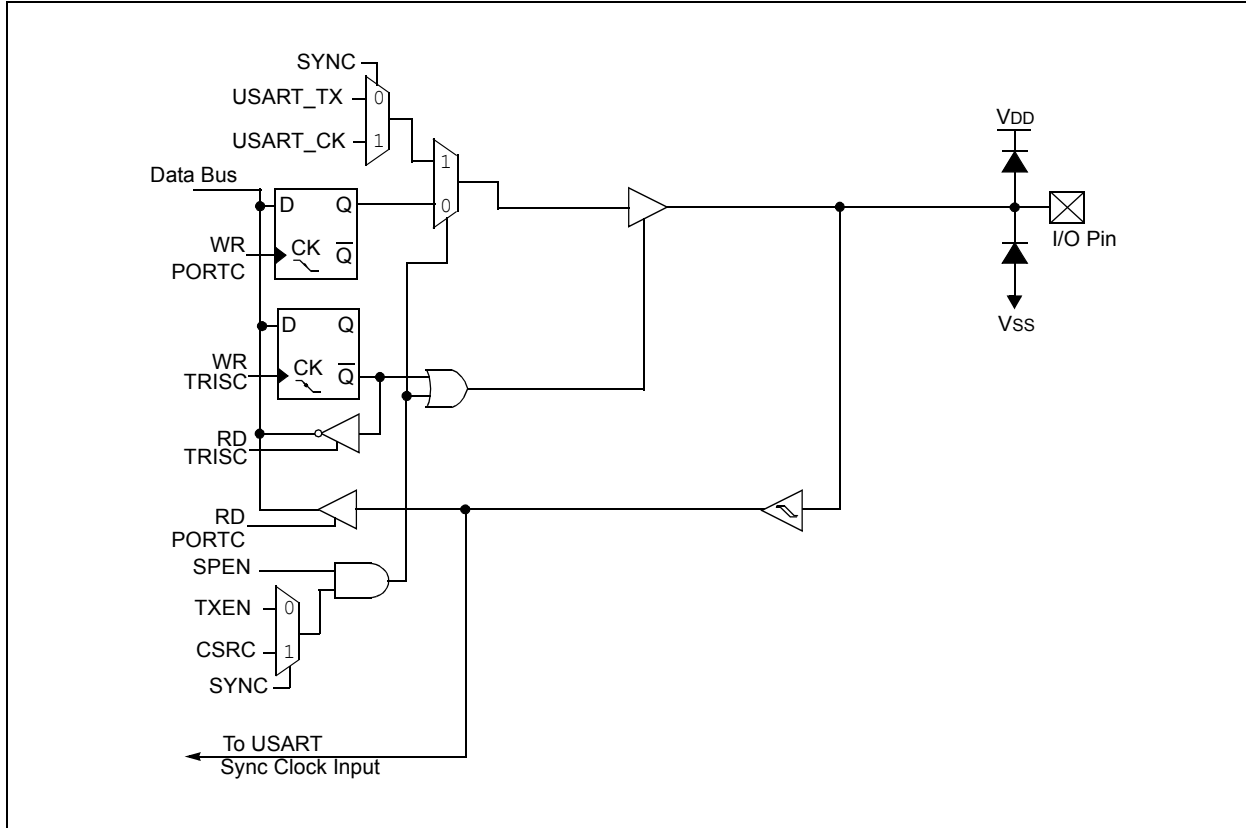 SYNC
USART_TX
0
USART_CK
1
VDD
1
Data Bus
D
Q
0
I/O Pin
WR
PORTC
CK
Q
VSS
D
Q
WR
TRISC
CK
Q
RD
TRISC
RD
PORTC
SPEN
TXEN
0
CSRC
1
SYNC
To USART
Sync Clock Input